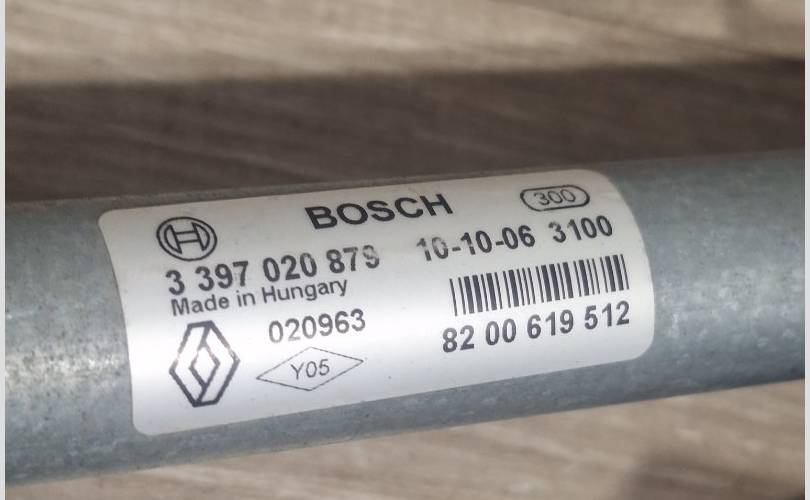 BOSCH 300
3 397 020 879 10-10-06 3100
Made in Hungary
020963 82 00 619 512
Y05